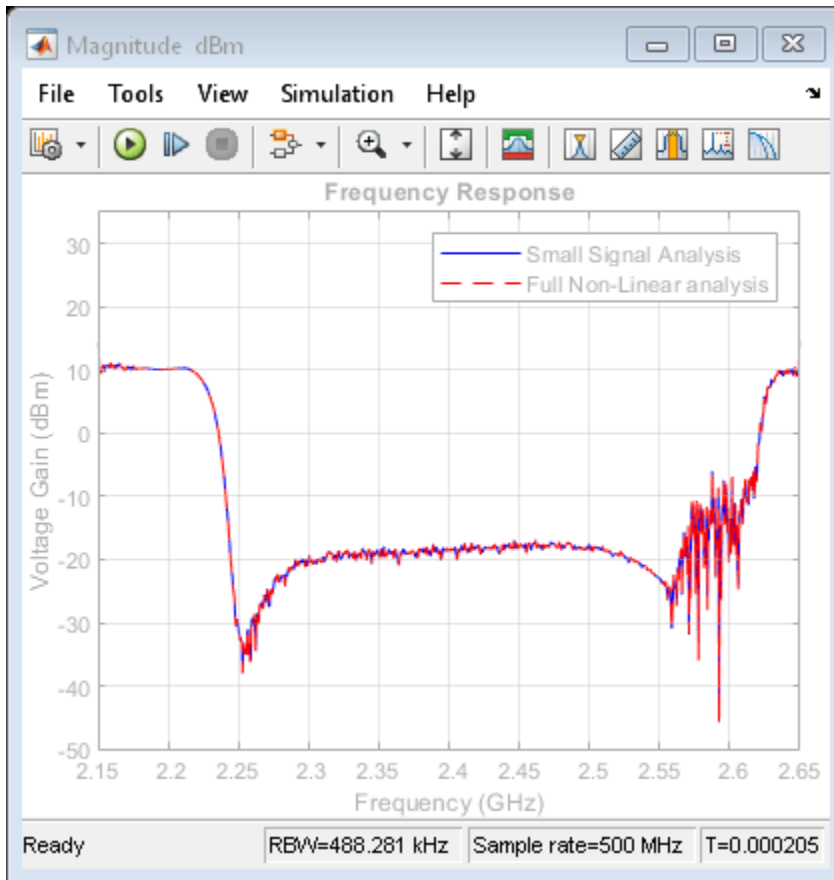 Magnitude dBm
File Tools View Simulation Help
Frequency Response
Small Signal Analysis
Full Non-Linear analysis
Voltage Gain (dBm)
30
20
10
0
-10
-20
-30
-40
-50
2.15 2.2 2.25 2.3 2.35 2.4 2.45 2.5 2.55 2.6 2.65
Frequency (GHz)
Ready RBW=488.281 kHz Sample rate=500 MHz T=0.000205